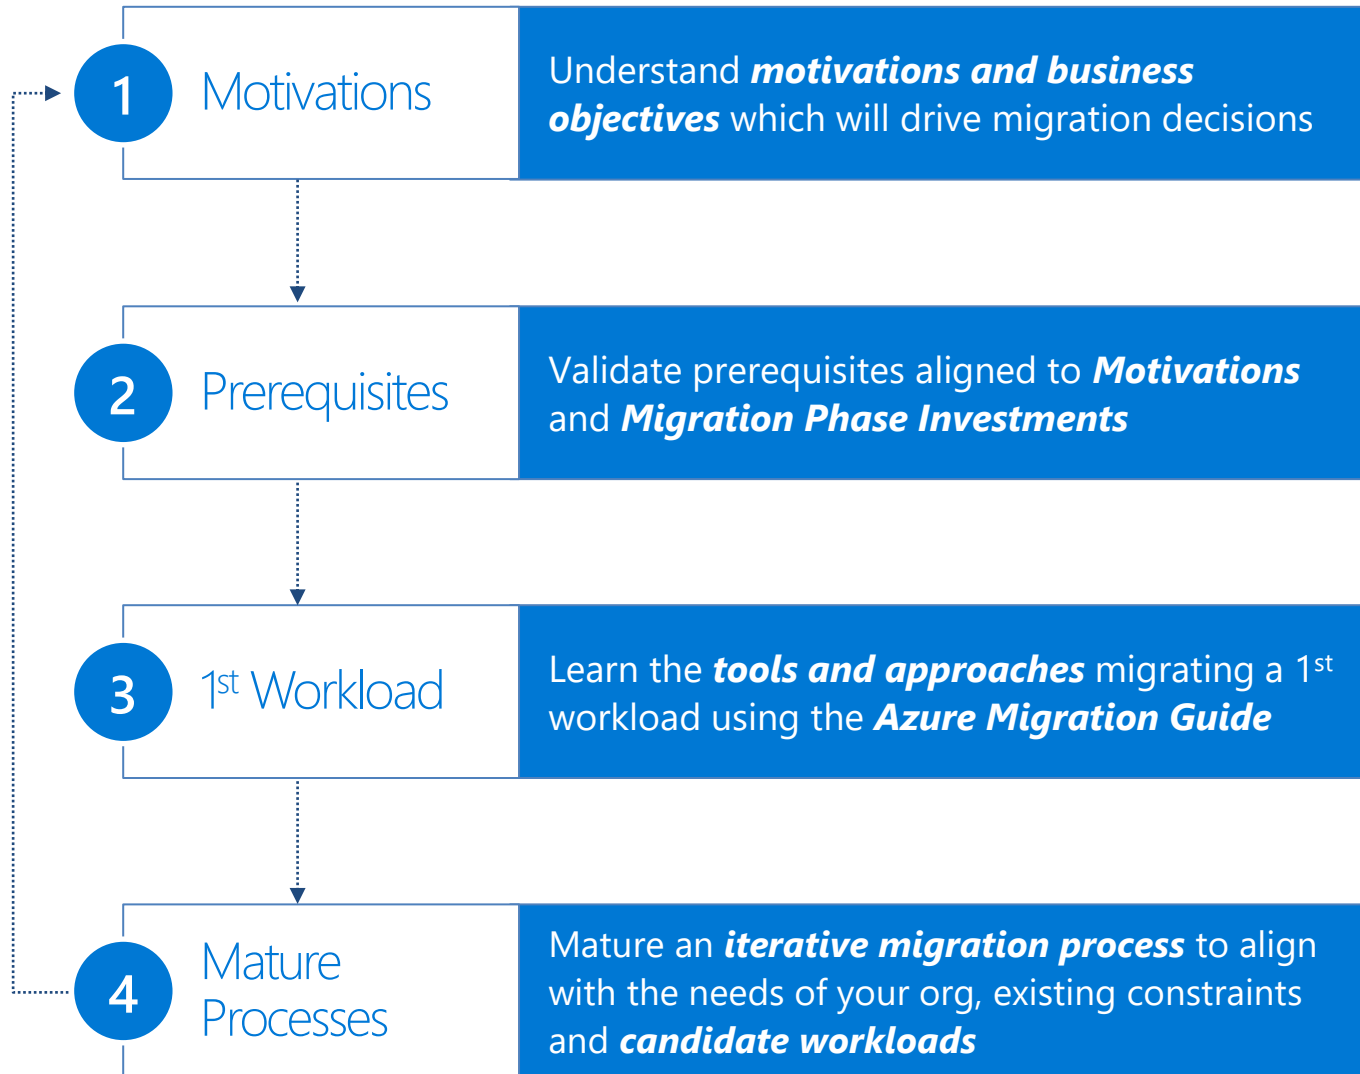 1
Motivations
Understand motivations and business
objectives which will drive migration decisions
2
Prerequisites
Validate prerequisites aligned to Motivations
and Migration Phase Investments
3
1st Workload
Learn the tools and approaches migrating a 1st
workload using the Azure Migration Guide
4
Mature
Processes
Mature an iterative migration process to align
with the needs of your org, existing constraints
and candidate workloads